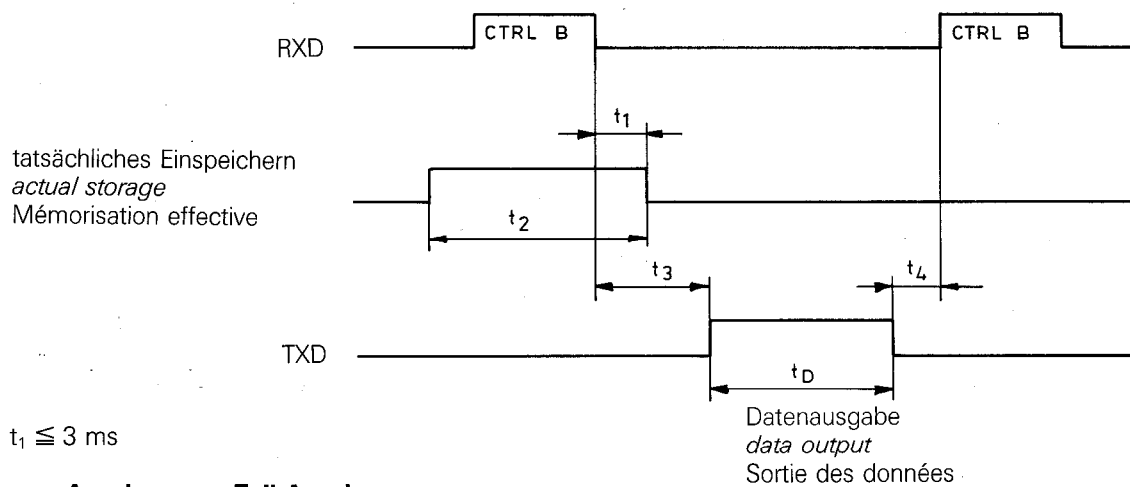 RXD
CTRL B
CTRL B
t1
tatsächliches Einspeichern
actual storage
Mémorisation effective
t2
t3
t4
TXD
tD
t1 ≦ 3 ms
Datenausgabe
data output
Sortie des données